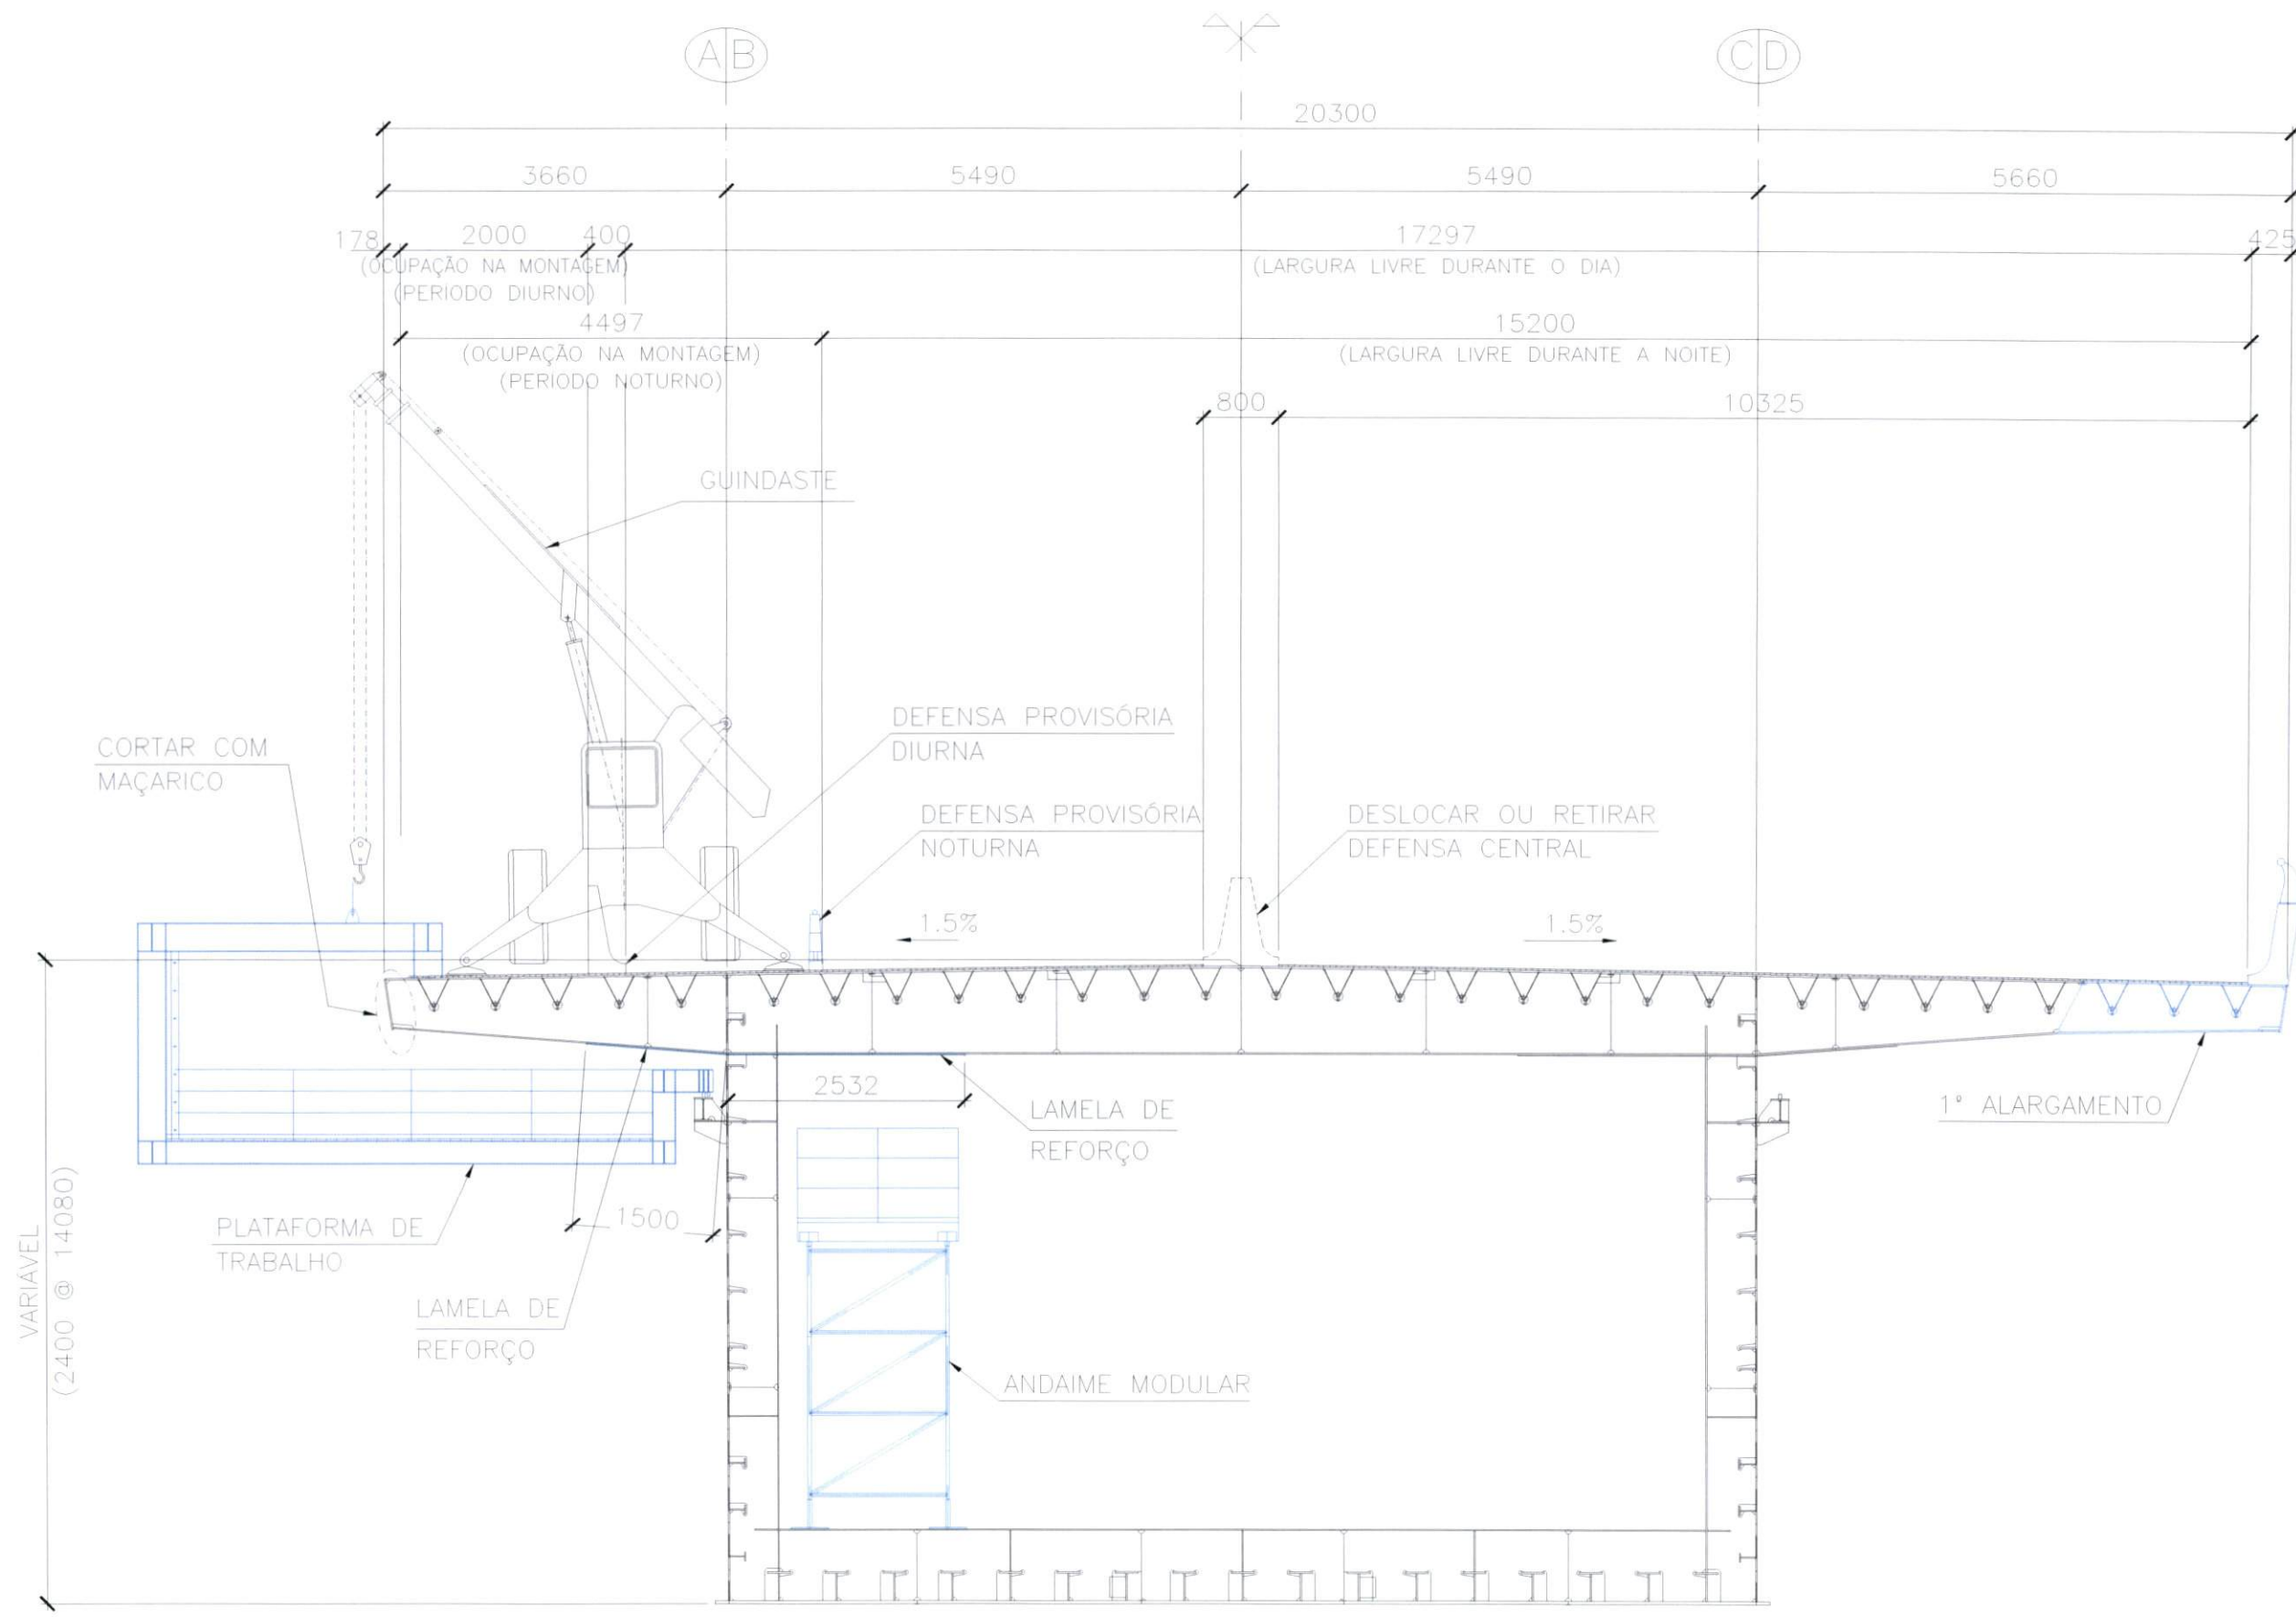 AB
CD
20300
3660
5490
5490
5660
178
2000
400
17297
425
(OCUPAÇÃO NA MONTAGEM)
(LARGURA LIVRE DURANTE O DIA)
(PERIODO DIURNO)
4497
15200
(OCUPAÇÃO NA MONTAGEM)
(LARGURA LIVRE DURANTE A NOITE)
(PERIODO NOTURNO)
800
10325
GUINDASTE
DEFENSA PROVISÓRIA
DIURNA
CORTAR COM
MAÇARICO
DEFENSA PROVISÓRIA
NOTURNA
DESLOCAR OU RETIRAR
DEFENSA CENTRAL
1.5%
1.5%
2532
LAMELA DE
REFORÇO
1º ALARGAMENTO
1500
PLATAFORMA DE
TRABALHO
VARIÁVEL
(2400 @ 14080)
LAMELA DE
REFORÇO
ANDAIME MODULAR